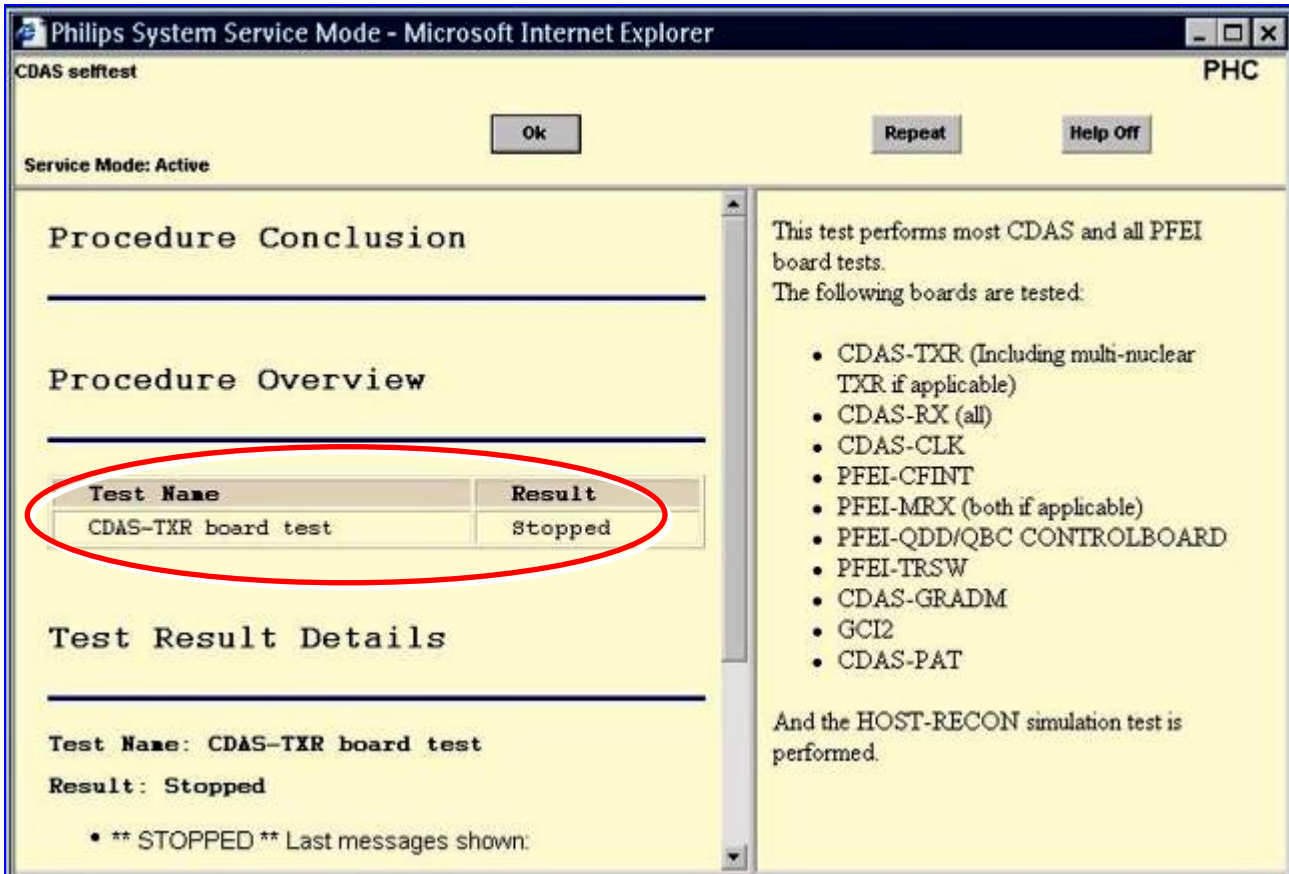 Philips System Service Mode - Microsoft Internet Explorer
CDAS selftest
PHC
Ok
Repeat
Help Off
Service Mode: Active
Procedure Conclusion
Procedure Overview
Test Name Result
CDAS-TXR board test Stopped
Test Result Details
Test Name: CDAS-TXR board test
Result: Stopped
• ** STOPPED ** Last messages shown:
This test performs most CDAS and all PFEI
board tests.
The following boards are tested:
• CDAS-TXR (Including multi-nuclear
TXR if applicable)
• CDAS-RX (all)
• CDAS-CLK
• PFEI-CFINT
• PFEI-MRX (both if applicable)
• PFEI-QDD/QBC CONTROLBOARD
• PFEI-TRSW
• CDAS-GRADM
• GCI2
• CDAS-PAT
And the HOST-RECON simulation test is
performed.